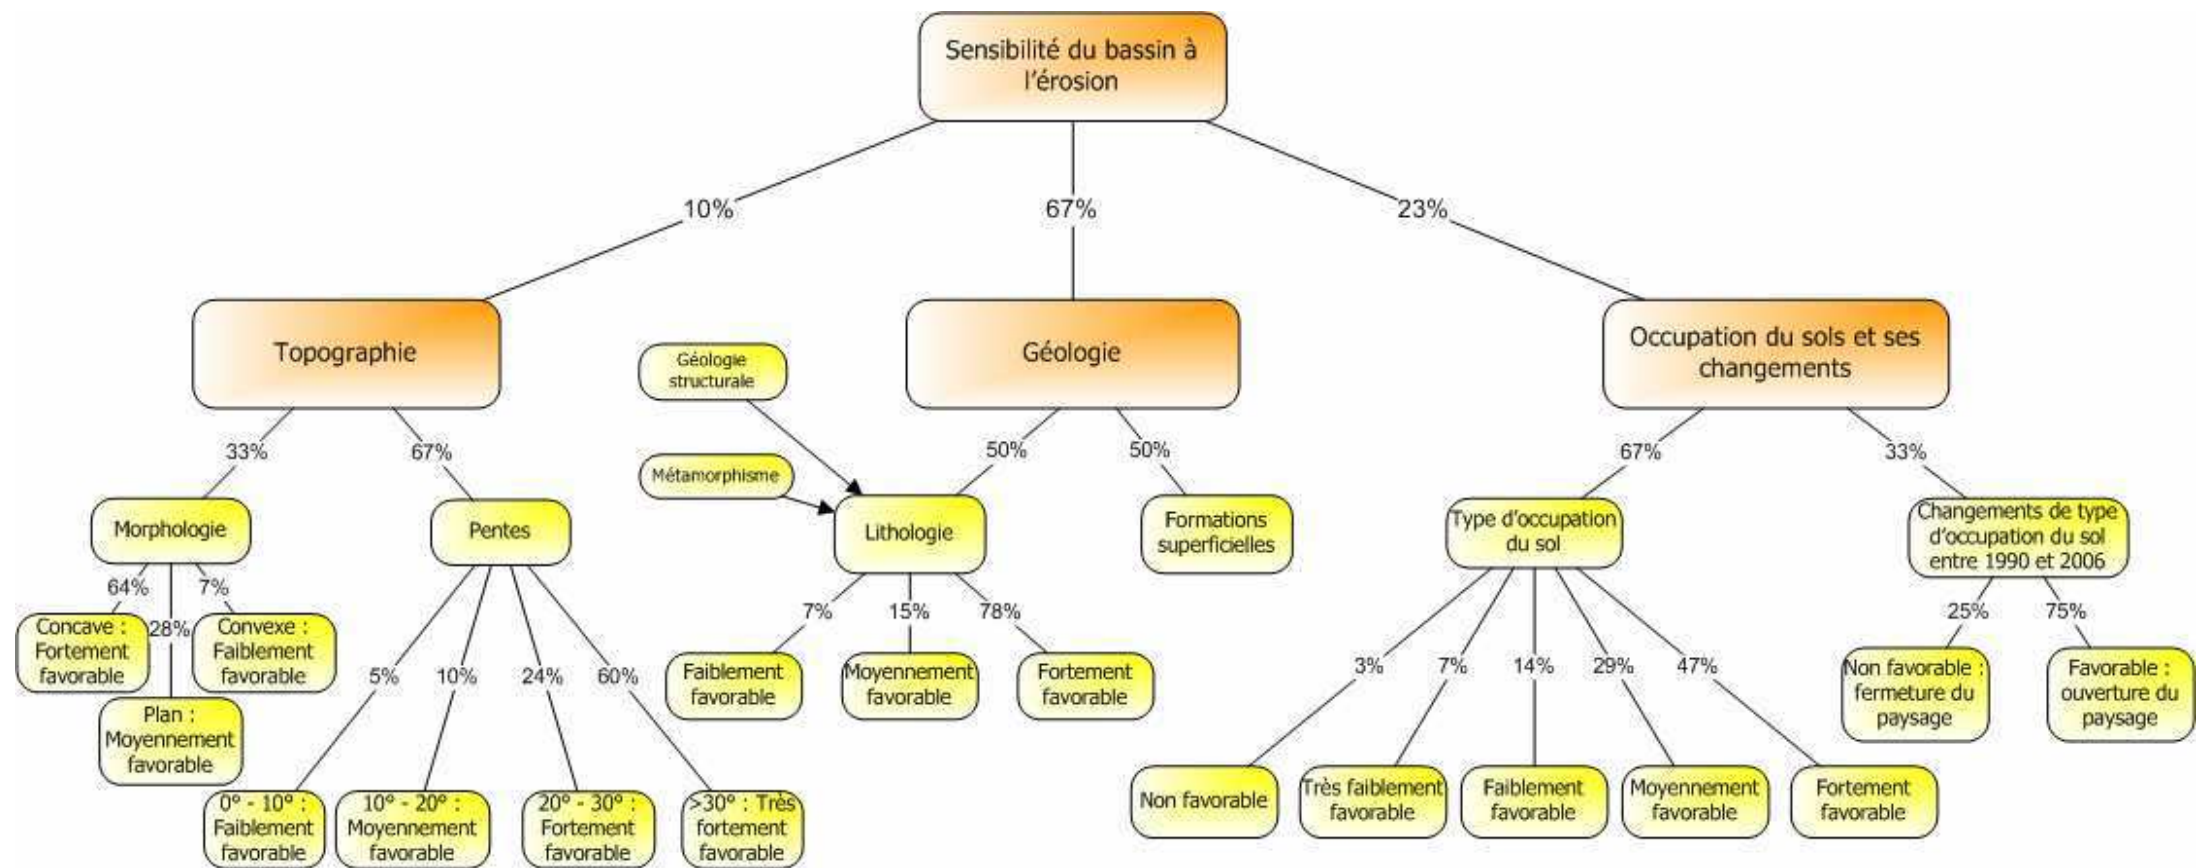 Sensibilité du bassin à
l'érosion
10%
67%
23%
Topographie
Géologie
structurale
Géologie
Occupation du sols et ses
changements
33%
67%
Métamorphisme
50%
50%
67%
33%
Morphologie
Pentes
Lithologie
Formations
superficielles
Type d'occupation
du sol
Changements de type
d'occupation du sol
entre 1990 et 2006
64%
28%
7%
Concave :
Fortement
favorable
Convexe :
Faiblement
favorable
Plan :
Moyennement
favorable
5%
10%
24%
60%
0° - 10° :
Faiblement
favorable
10° - 20° :
Moyennement
favorable
20° - 30° :
Fortement
favorable
>30° : Très
fortement
favorable
7%
15%
78%
Faiblement
favorable
Moyennement
favorable
Fortement
favorable
3%
7%
14%
29%
47%
Non favorable
Très faiblement
favorable
Faiblement
favorable
Moyennement
favorable
Fortement
favorable
25%
75%
Non favorable :
fermeture du
paysage
Favorable :
ouverture du
paysage